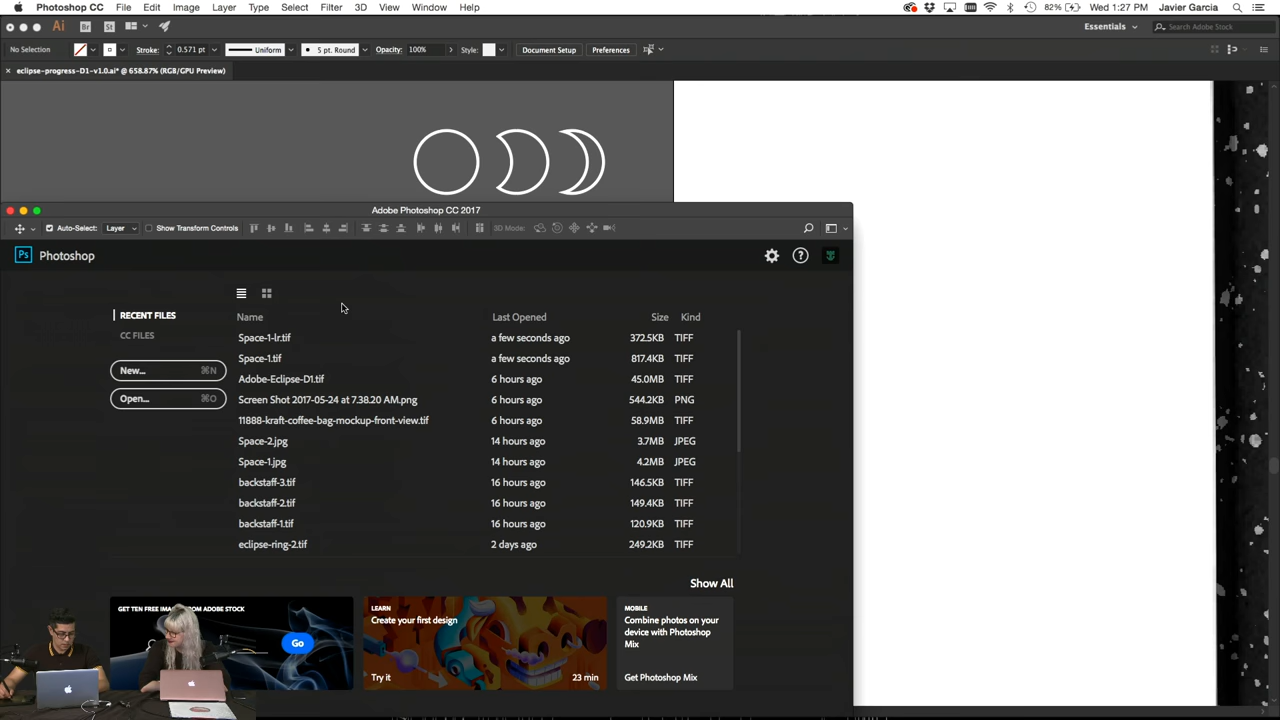 Photoshop CC File Edit Image Layer Type Select Filter 3D View Window Help 82% Wed 1:27 PM Javier Garcia
Ai Br St Essentials Search Adobe Stock
No Selection Stroke: 0.571 pt Uniform 5 pt. Round Opacity: 100% Style: Document Setup Preferences
eclipse-progress-D1-v1.0.ai* @ 658.87% (RGB/GPU Preview)
Adobe Photoshop CC 2017
Auto-Select: Layer Show Transform Controls 3D Mode:
Ps Photoshop
RECENT FILES
CC FILES
New... ⌘N
Open... ⌘O
Name Last Opened Size Kind
Space-1-lr.tif a few seconds ago 372.5KB TIFF
Space-1.tif a few seconds ago 817.4KB TIFF
Adobe-Eclipse-D1.tif 6 hours ago 45.0MB TIFF
Screen Shot 2017-05-24 at 7.38.20 AM.png 6 hours ago 544.2KB PNG
11888-kraft-coffee-bag-mockup-front-view.tif 6 hours ago 58.9MB TIFF
Space-2.jpg 14 hours ago 3.7MB JPEG
Space-1.jpg 14 hours ago 4.2MB JPEG
backstaff-3.tif 16 hours ago 146.5KB TIFF
backstaff-2.tif 16 hours ago 149.4KB TIFF
backstaff-1.tif 16 hours ago 120.9KB TIFF
eclipse-ring-2.tif 2 days ago 249.2KB TIFF
Show All
GET TEN FREE FROM ADOBE STOCK
Go
LEARN
Create your first design
Try it 23 min
MOBILE
Combine photos on your
device with Photoshop
Mix
Get Photoshop Mix